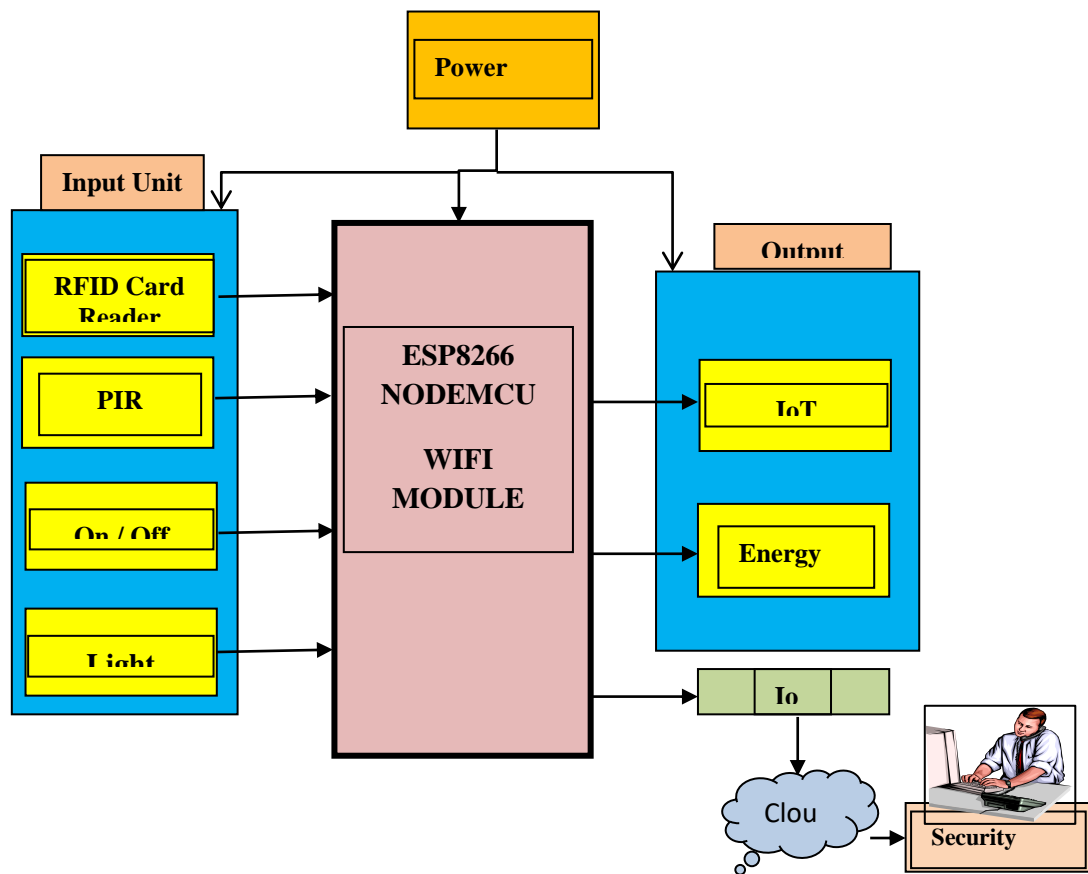 Power
Input Unit
Output
RFID Card
Reader
ESP8266
NODEMCU
WIFI
MODULE
PIR
IoT
On / Off
Energy
Light
Io
Clou
Security